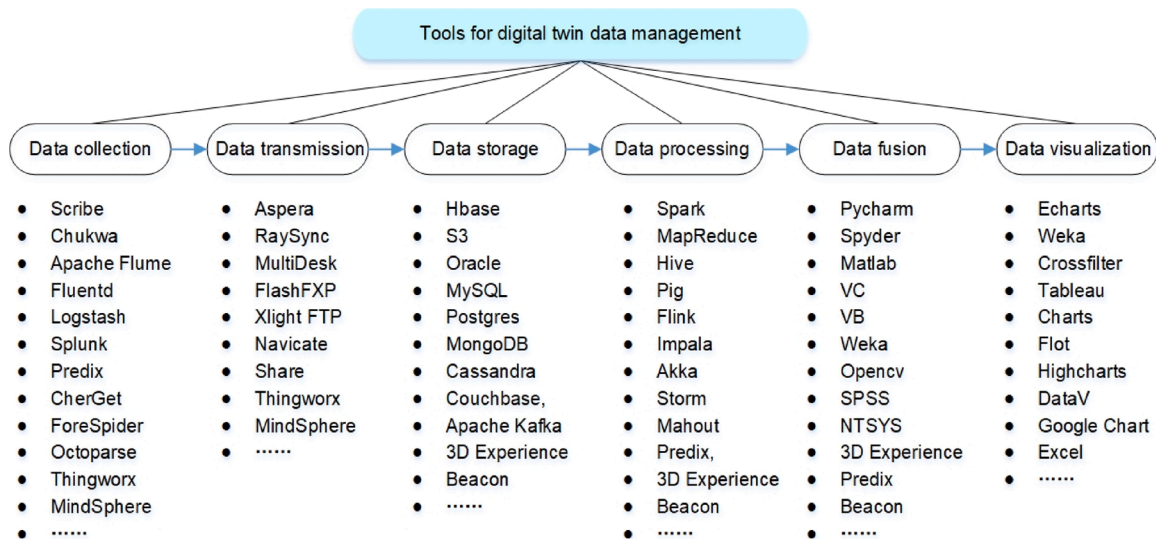 Tools for digital twin data management
Data collection
Data transmission
Data storage
Data processing
Data fusion
Data visualization
● Scribe
● Chukwa
● Apache Flume
● Fluentd
● Logstash
● Splunk
● Predix
● CherGet
● ForeSpider
● Octoparse
● Thingworx
● MindSphere
● ······
● Aspera
● RaySync
● MultiDesk
● FlashFXP
● Xlight FTP
● Navicate
● Share
● Thingworx
● MindSphere
● ······
● Hbase
● S3
● Oracle
● MySQL
● Postgres
● MongoDB
● Cassandra
● Couchbase,
● Apache Kafka
● 3D Experience
● Beacon
● ······
● Spark
● MapReduce
● Hive
● Pig
● Flink
● Impala
● Akka
● Storm
● Mahout
● Predix,
● 3D Experience
● Beacon
● ······
● Pycharm
● Spyder
● Matlab
● VC
● VB
● Weka
● Opencv
● SPSS
● NTSYS
● 3D Experience
● Predix
● Beacon
● ······
● Echarts
● Weka
● Crossfilter
● Tableau
● Charts
● Flot
● Highcharts
● DataV
● Google Chart
● Excel
● ······